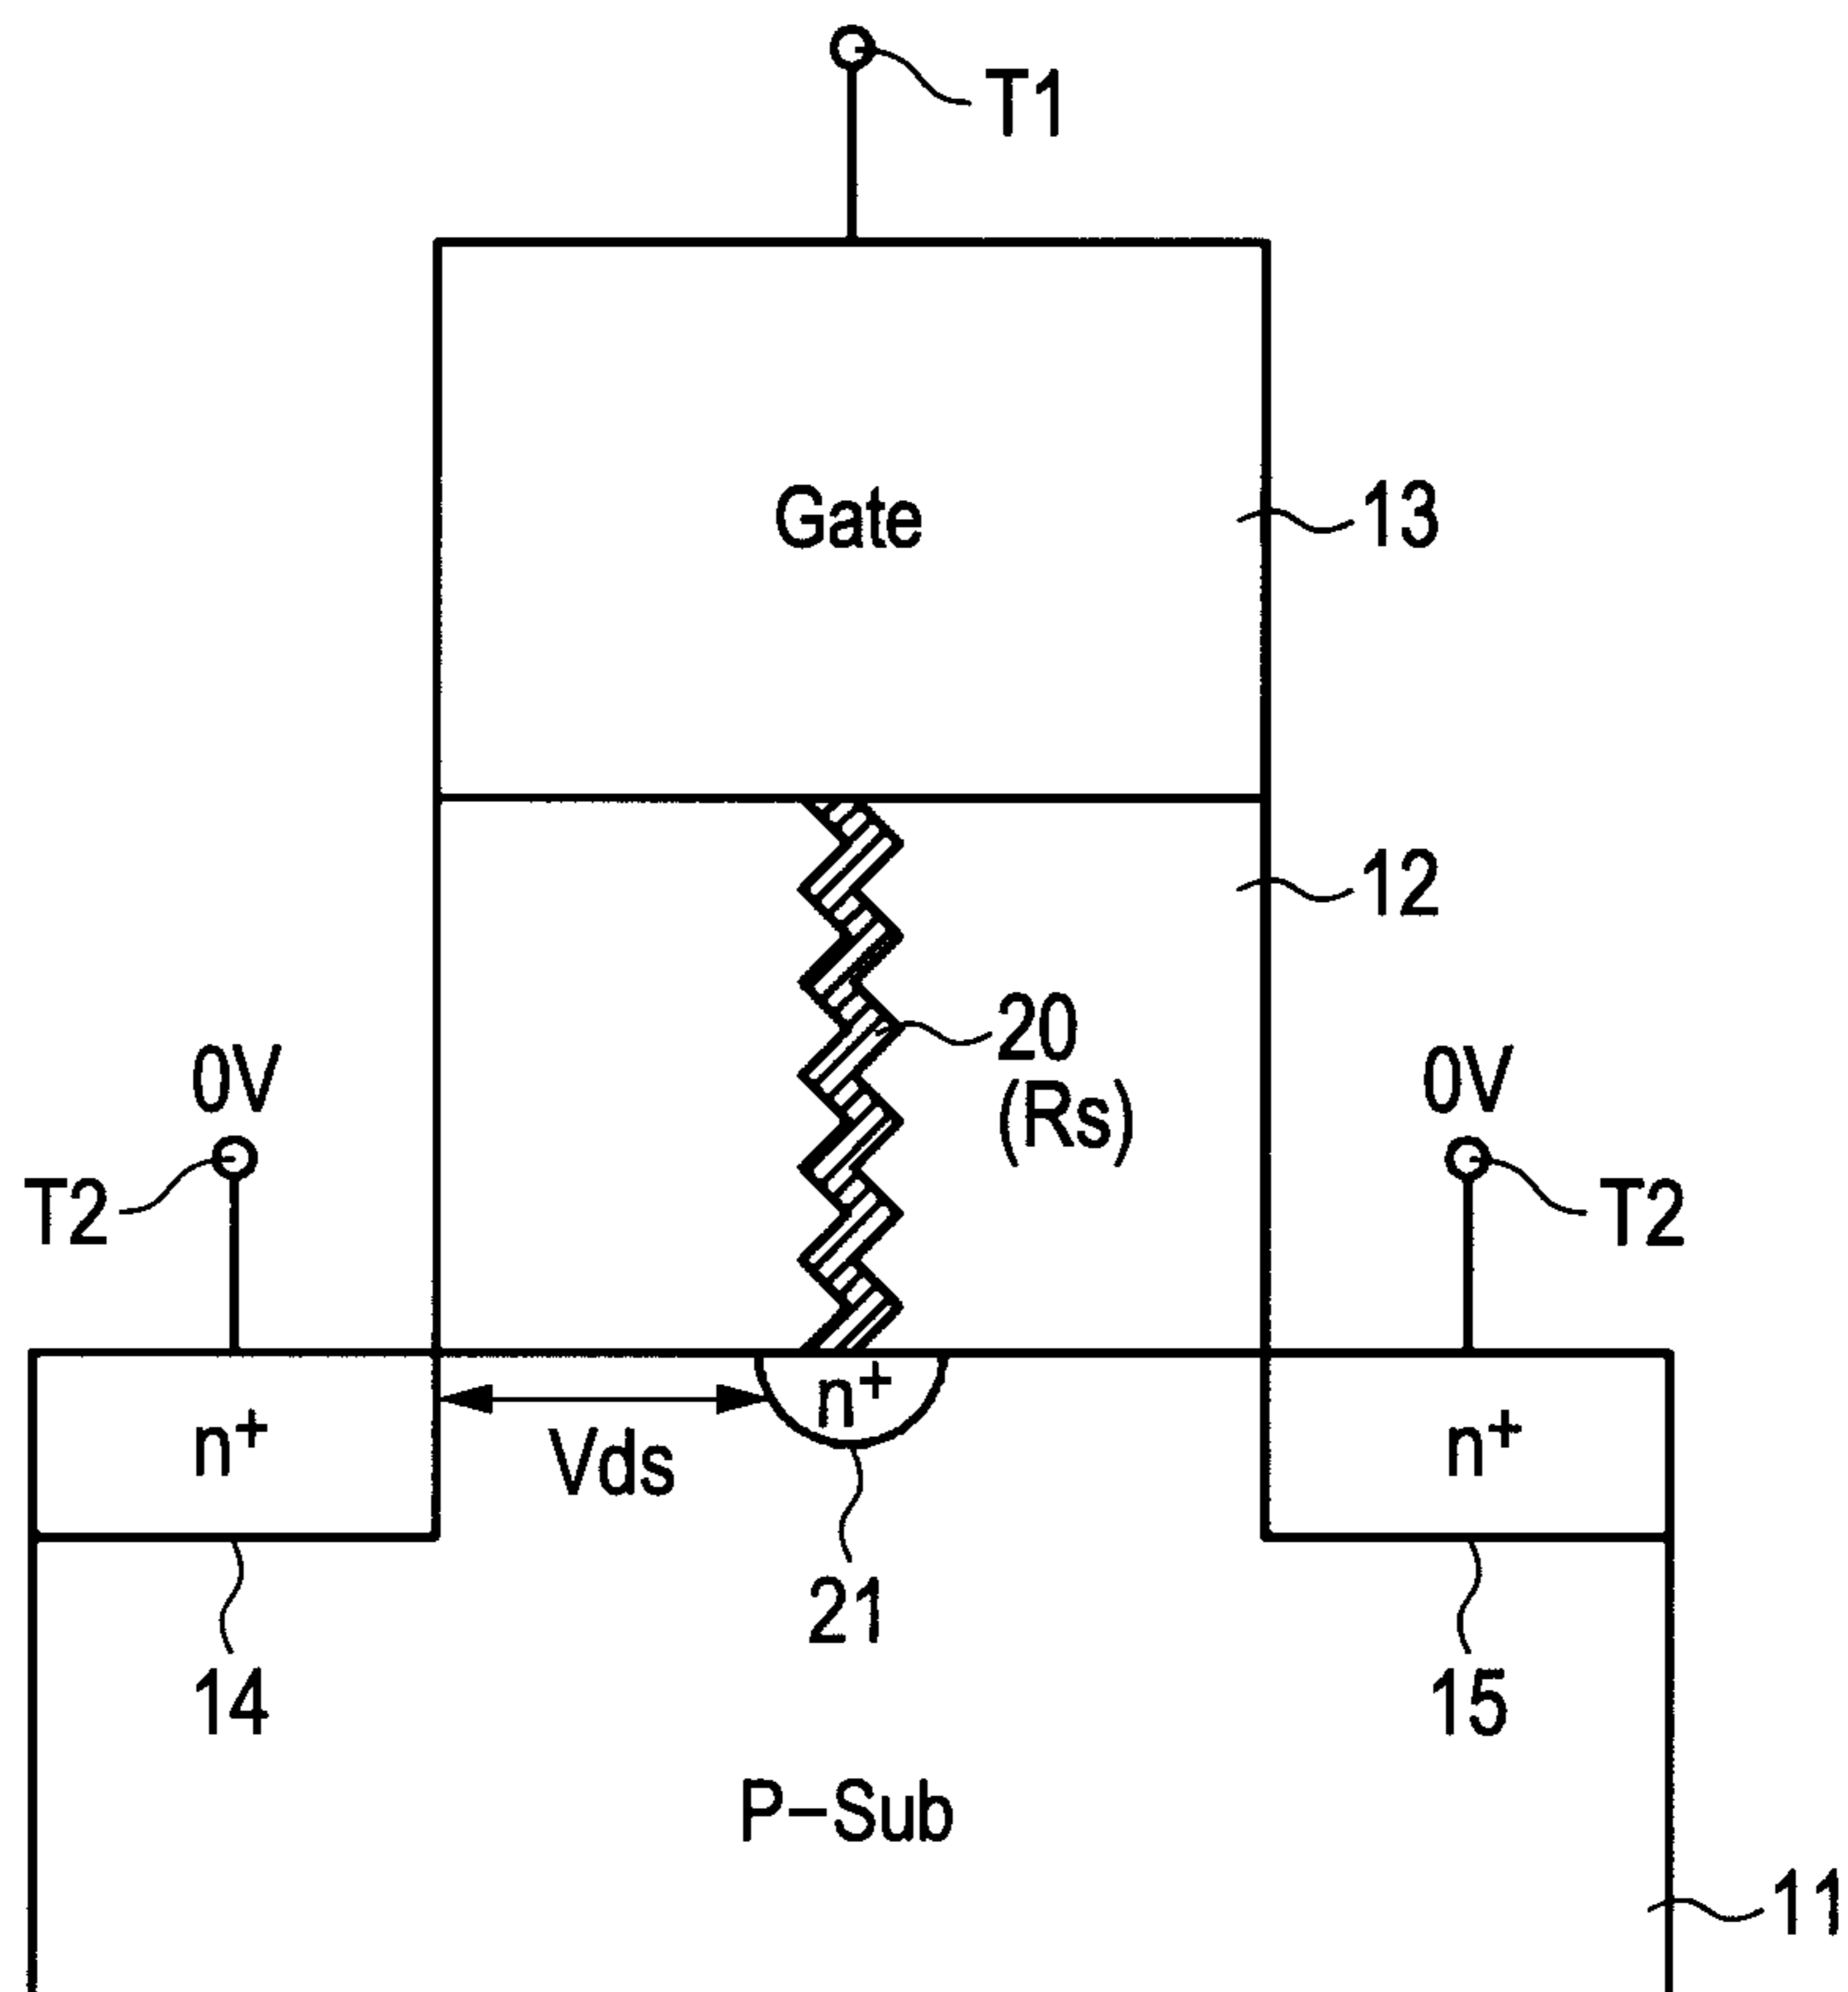 T1
Gate
13
12
20
(Rs)
0V
0V
T2
T2
n+
n+
n+
Vds
21
14
15
P-Sub
11